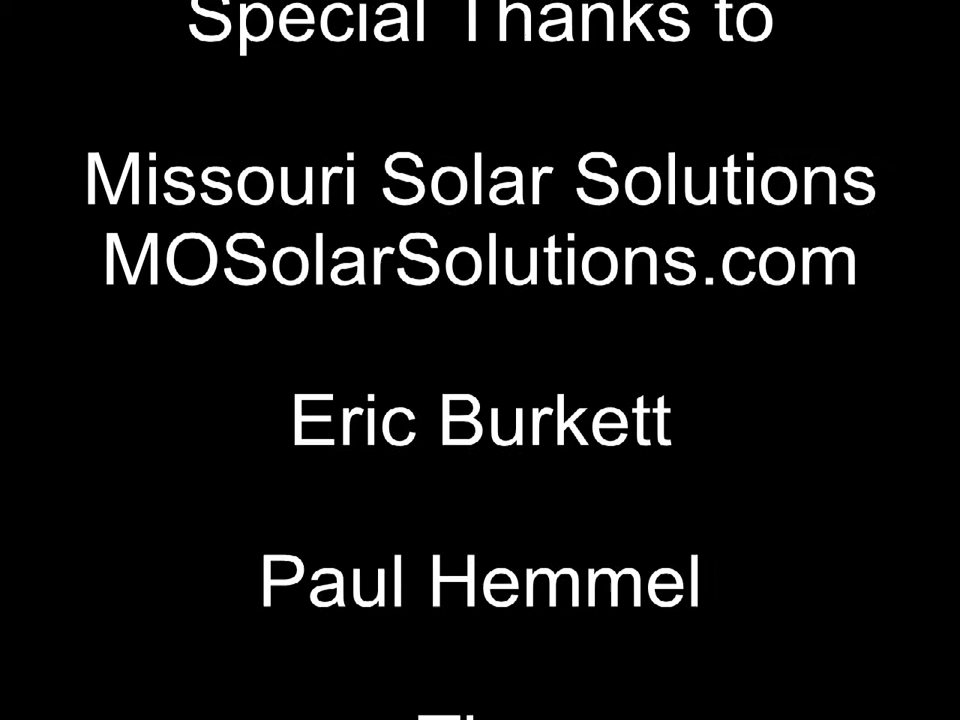 Special Thanks to
Missouri Solar Solutions
MOSolarSolutions.com
Eric Burkett
Paul Hemmel